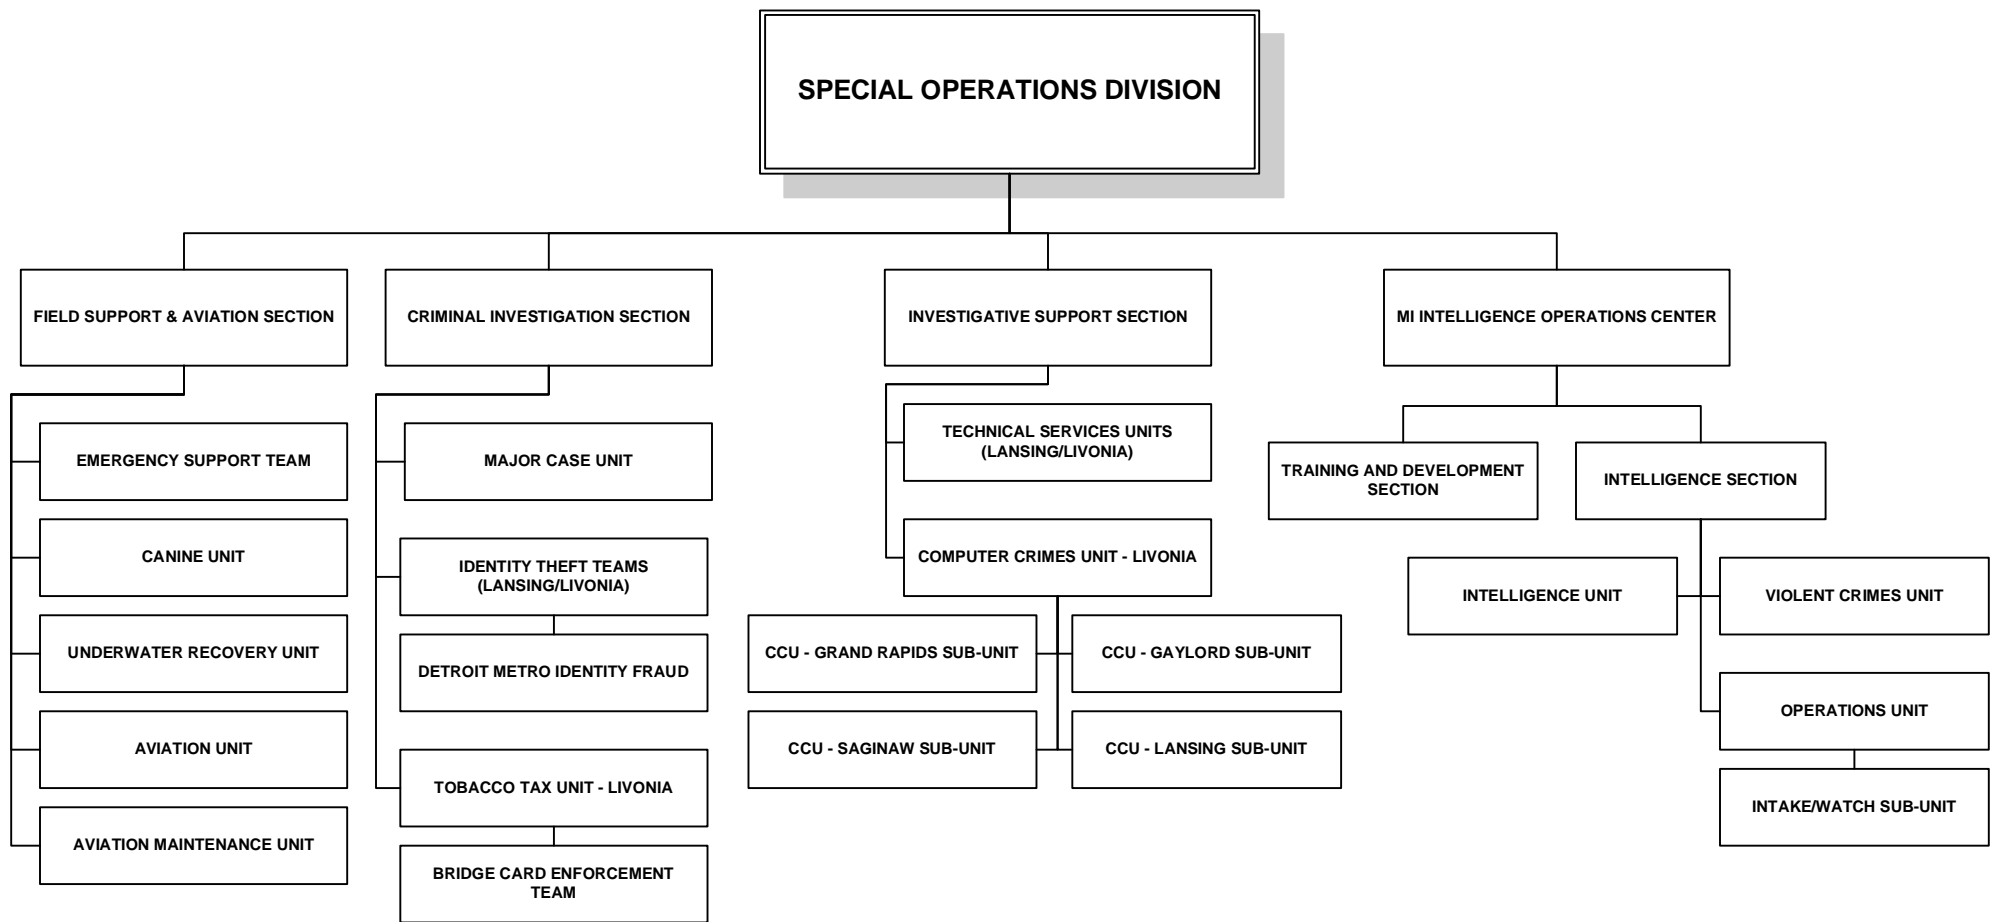 SPECIAL OPERATIONS DIVISION
FIELD SUPPORT & AVIATION SECTION
CRIMINAL INVESTIGATION SECTION
INVESTIGATIVE SUPPORT SECTION
MI INTELLIGENCE OPERATIONS CENTER
EMERGENCY SUPPORT TEAM
CANINE UNIT
UNDERWATER RECOVERY UNIT
AVIATION UNIT
AVIATION MAINTENANCE UNIT
MAJOR CASE UNIT
IDENTITY THEFT TEAMS
(LANSING/LIVONIA)
DETROIT METRO IDENTITY FRAUD
TOBACCO TAX UNIT - LIVONIA
BRIDGE CARD ENFORCEMENT
TEAM
TECHNICAL SERVICES UNITS
(LANSING/LIVONIA)
COMPUTER CRIMES UNIT - LIVONIA
CCU - GRAND RAPIDS SUB-UNIT
CCU - GAYLORD SUB-UNIT
CCU - SAGINAW SUB-UNIT
CCU - LANSING SUB-UNIT
TRAINING AND DEVELOPMENT
SECTION
INTELLIGENCE SECTION
INTELLIGENCE UNIT
VIOLENT CRIMES UNIT
OPERATIONS UNIT
INTAKE/WATCH SUB-UNIT